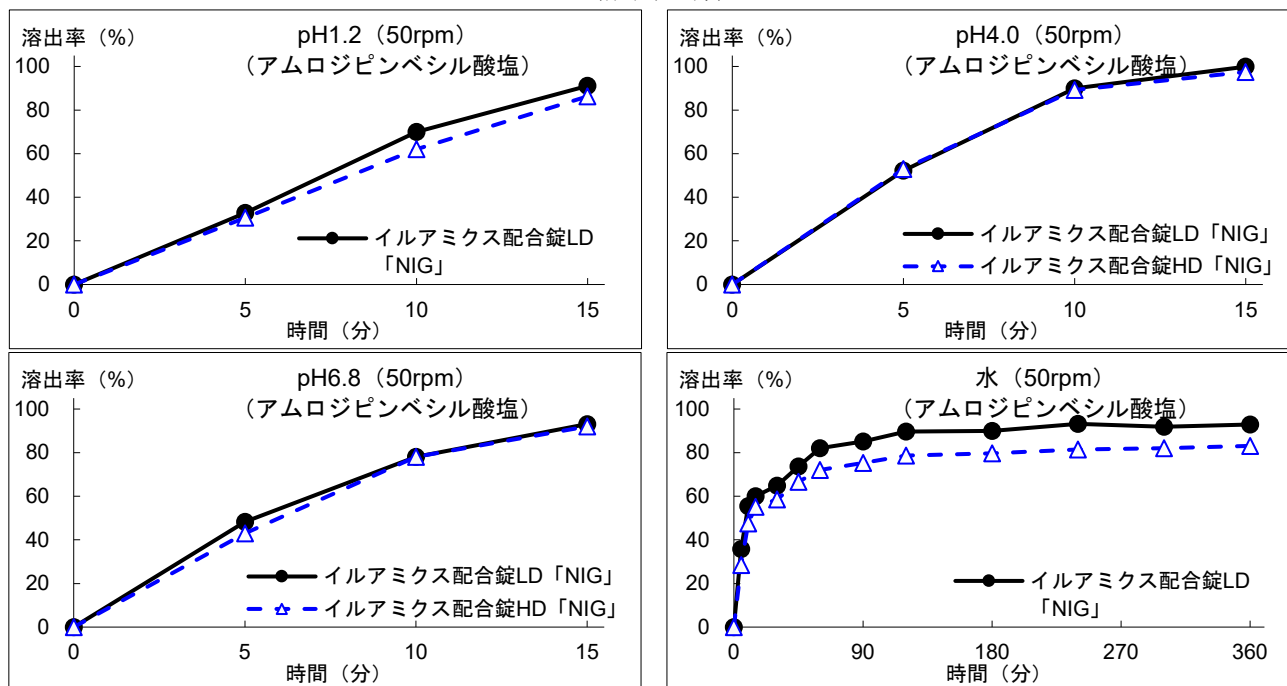 溶出率（%）
pH1.2（50rpm）
（アムロジピンベシル酸塩）
100
80
60
40
20
0
イルアミクス配合錠LD
「NIG」
0 5 10 15
時間（分）
溶出率（%）
pH4.0（50rpm）
（アムロジピンベシル酸塩）
100
80
60
40
20
0
イルアミクス配合錠LD「NIG」
イルアミクス配合錠HD「NIG」
0 5 10 15
時間（分）
溶出率（%）
pH6.8（50rpm）
（アムロジピンベシル酸塩）
100
80
60
40
20
0
イルアミクス配合錠LD「NIG」
イルアミクス配合錠HD「NIG」
0 5 10 15
時間（分）
溶出率（%）
水（50rpm）
（アムロジピンベシル酸塩）
100
80
60
40
20
0
イルアミクス配合錠LD
「NIG」
0 90 180 270 360
時間（分）